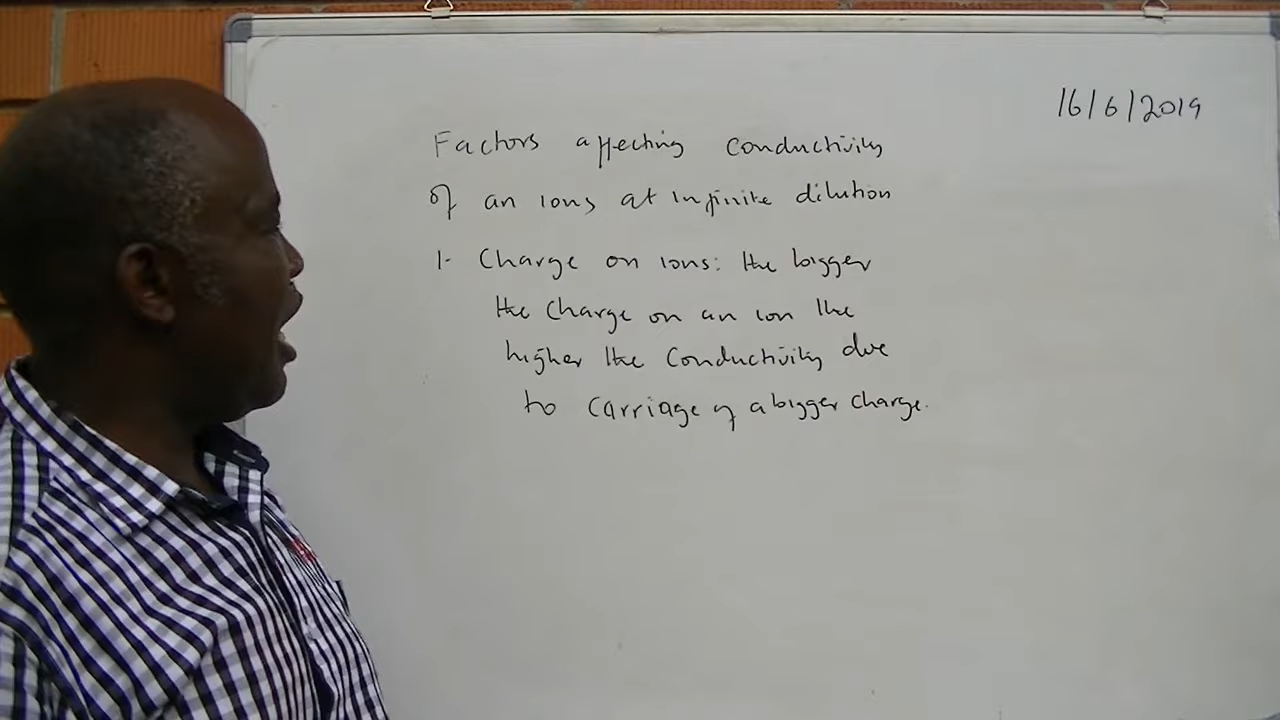 16/6/2019
Factors affecting conductivity
of an ions at infinite dilution
1. Charge on ions: the bigger
the charge on an ion the
higher the conductivity due
to carriage of a bigger charge.